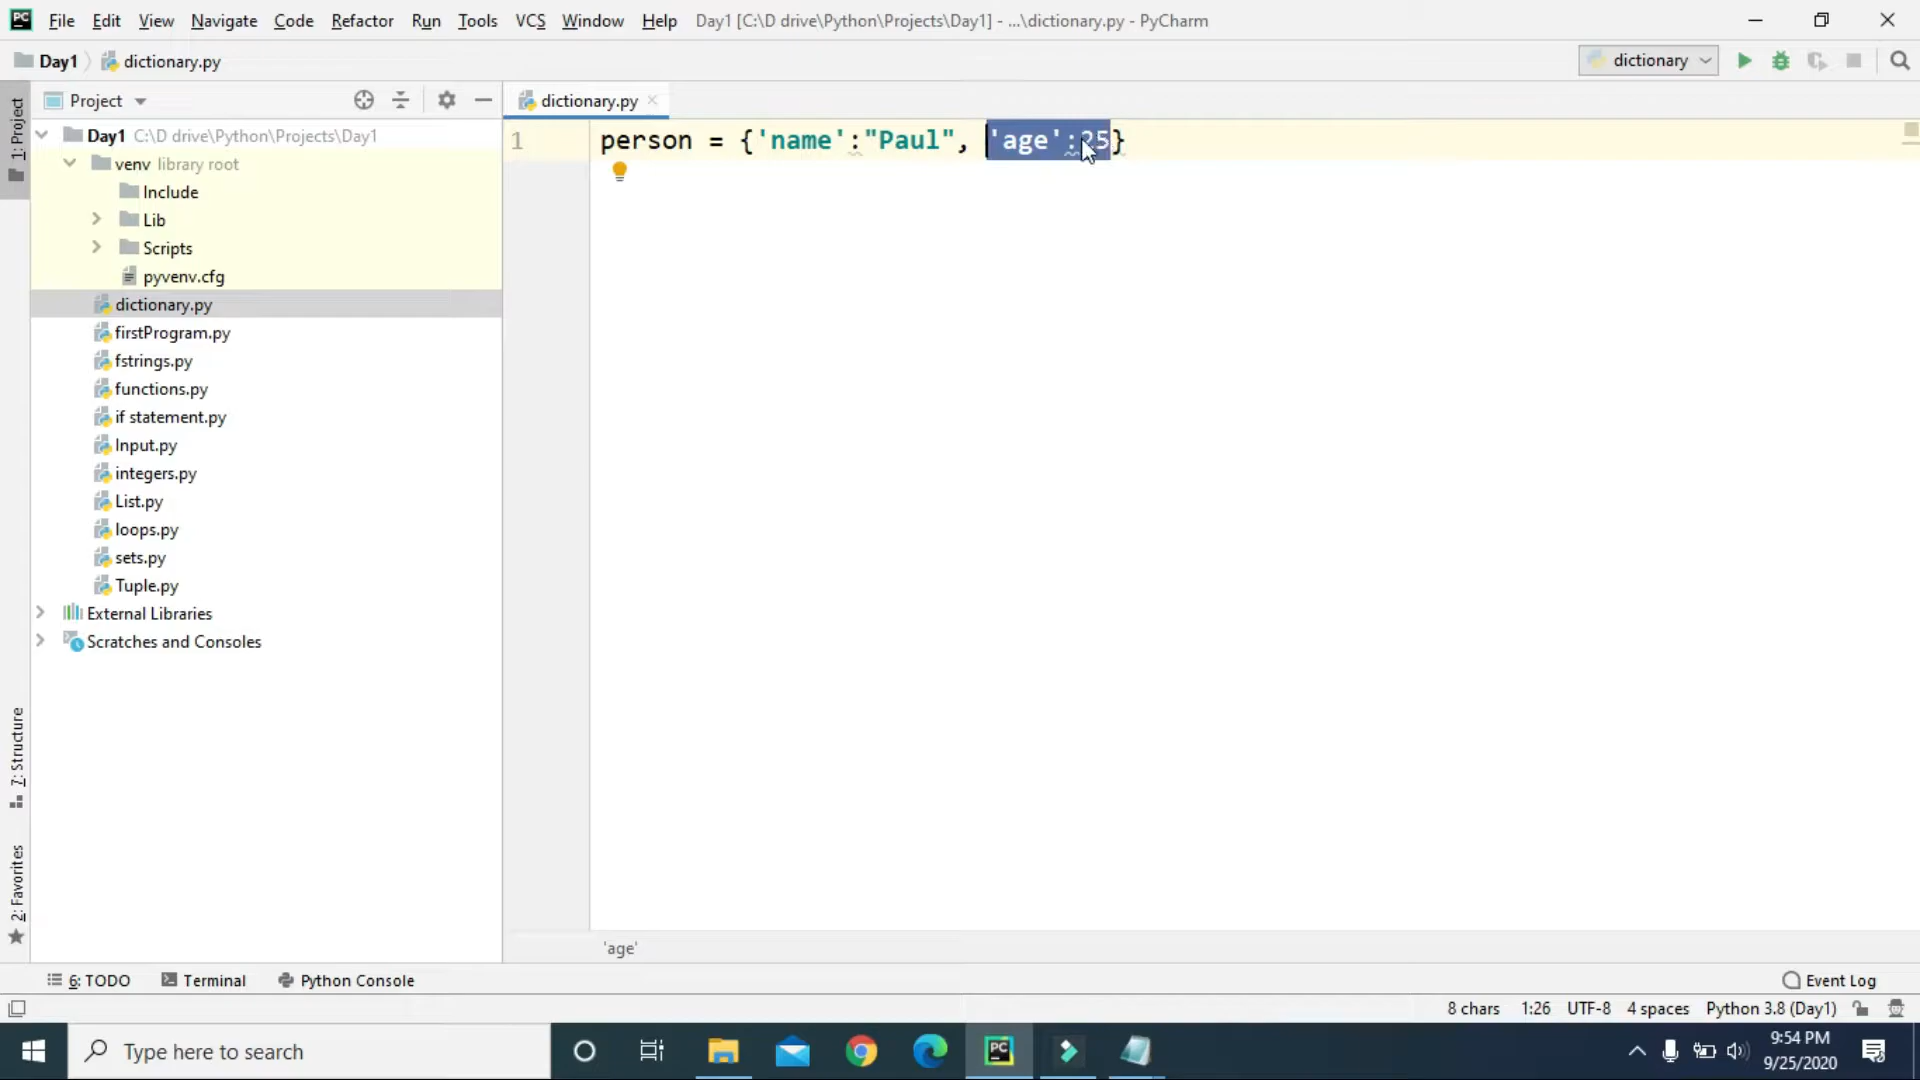 PC File Edit View Navigate Code Refactor Run Tools VCS Window Help Day1 [C:\D drive\Python\Projects\Day1] - ...\dictionary.py - PyCharm
Day1 dictionary.py dictionary
1: Project
Project dictionary.py
Day1 C:\D drive\Python\Projects\Day1
venv library root
Include
Lib
Scripts
pyvenv.cfg
dictionary.py
firstProgram.py
fstrings.py
functions.py
if statement.py
Input.py
integers.py
List.py
loops.py
sets.py
Tuple.py
External Libraries
Scratches and Consoles
1 person = {'name':"Paul", 'age':25}
'age'
7: Structure
2: Favorites
6: TODO Terminal Python Console Event Log
8 chars 1:26 UTF-8 4 spaces Python 3.8 (Day1)
Type here to search PC 9:54 PM
9/25/2020